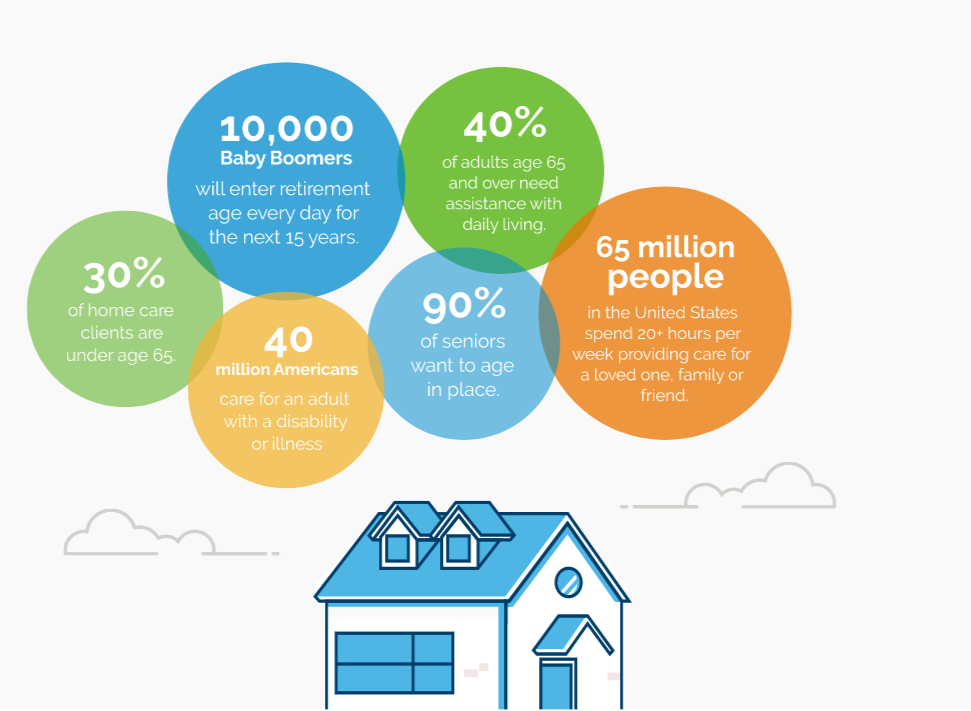 10,000
Baby Boomers
will enter retirement
age every day for
the next 15 years.
40%
of adults age 65
and over need
assistance with
daily living.
30%
of home care
clients are
under age 65.
40
million Americans
care for an adult
with a disability
or illness
90%
of seniors
want to age
in place.
65 million
people
in the United States
spend 20+ hours per
week providing care for
a loved one, family or
friend.